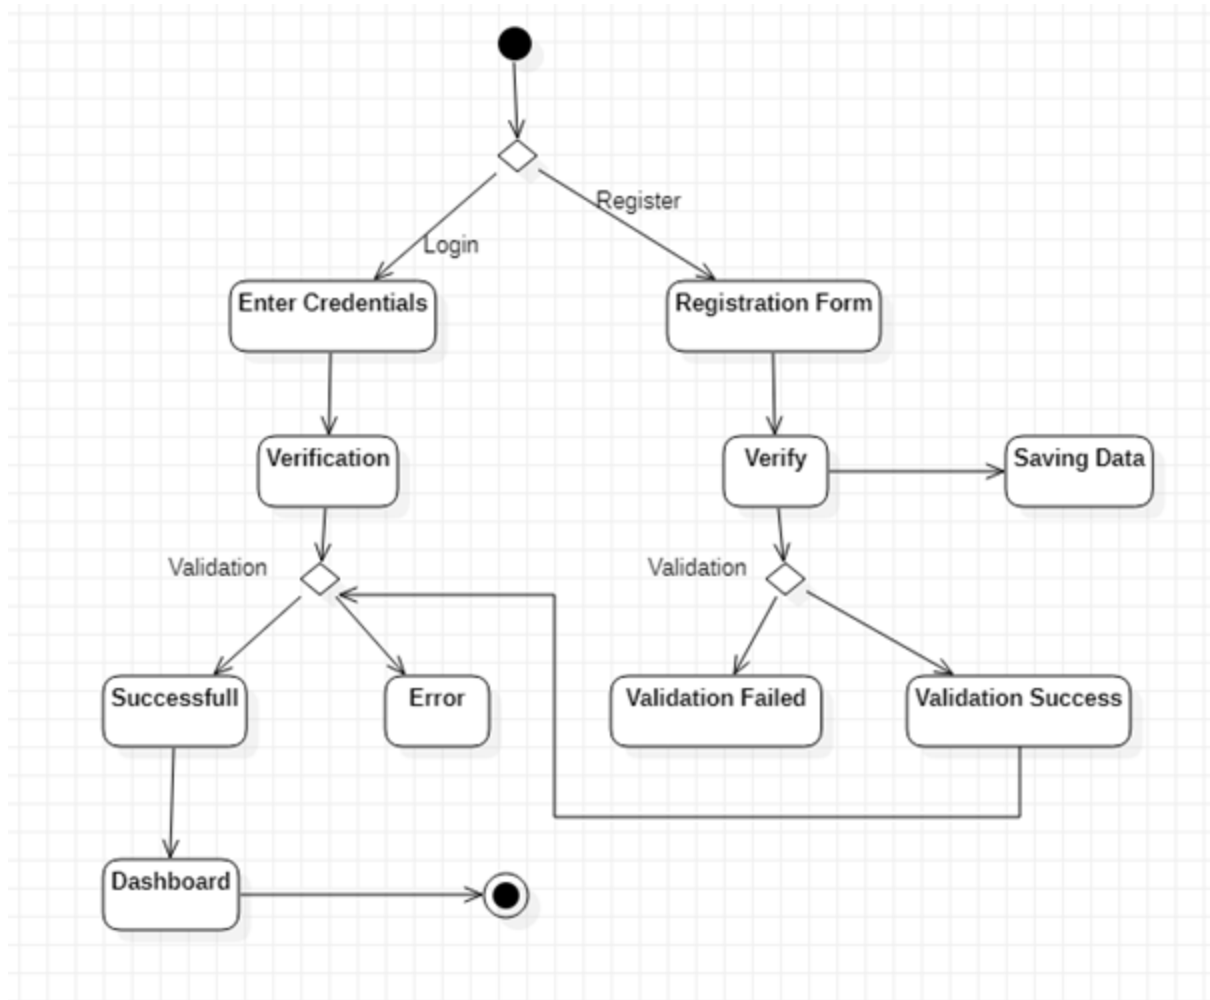 Register
Login
Enter Credentials
Registration Form
Verification
Verify
Saving Data
Validation
Validation
Successfull
Error
Validation Failed
Validation Success
Dashboard